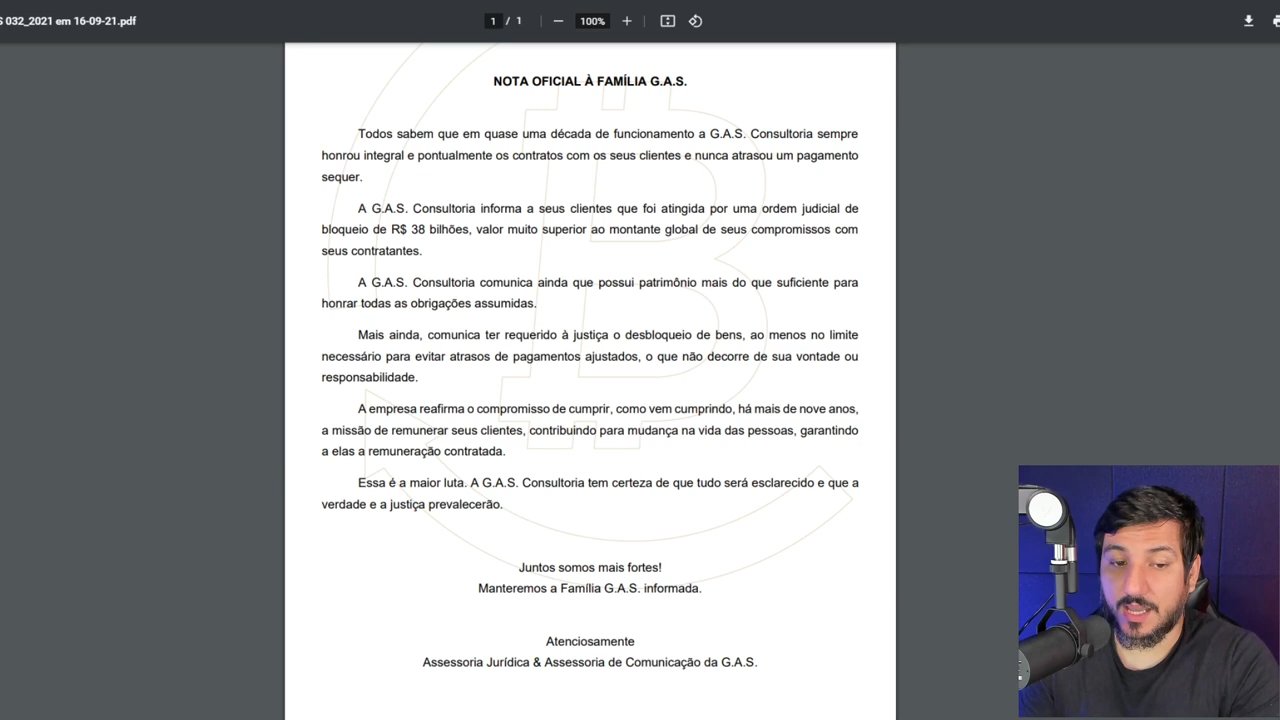 S 032_2021 em 16-09-21.pdf
1 / 1
100%
NOTA OFICIAL À FAMÍLIA G.A.S.
Todos sabem que em quase uma década de funcionamento a G.A.S. Consultoria sempre
honrou integral e pontualmente os contratos com os seus clientes e nunca atrasou um pagamento
sequer.
A G.A.S. Consultoria informa a seus clientes que foi atingida por uma ordem judicial de
bloqueio de R$ 38 bilhões, valor muito superior ao montante global de seus compromissos com
seus contratantes.
A G.A.S. Consultoria comunica ainda que possui patrimônio mais do que suficiente para
honrar todas as obrigações assumidas.
Mais ainda, comunica ter requerido à justiça o desbloqueio de bens, ao menos no limite
necessário para evitar atrasos de pagamentos ajustados, o que não decorre de sua vontade ou
responsabilidade.
A empresa reafirma o compromisso de cumprir, como vem cumprindo, há mais de nove anos,
a missão de remunerar seus clientes, contribuindo para mudança na vida das pessoas, garantindo
a elas a remuneração contratada.
Essa é a maior luta. A G.A.S. Consultoria tem certeza de que tudo será esclarecido e que a
verdade e a justiça prevalecerão.
Juntos somos mais fortes!
Manteremos a Família G.A.S. informada.
Atenciosamente
Assessoria Jurídica & Assessoria de Comunicação da G.A.S.